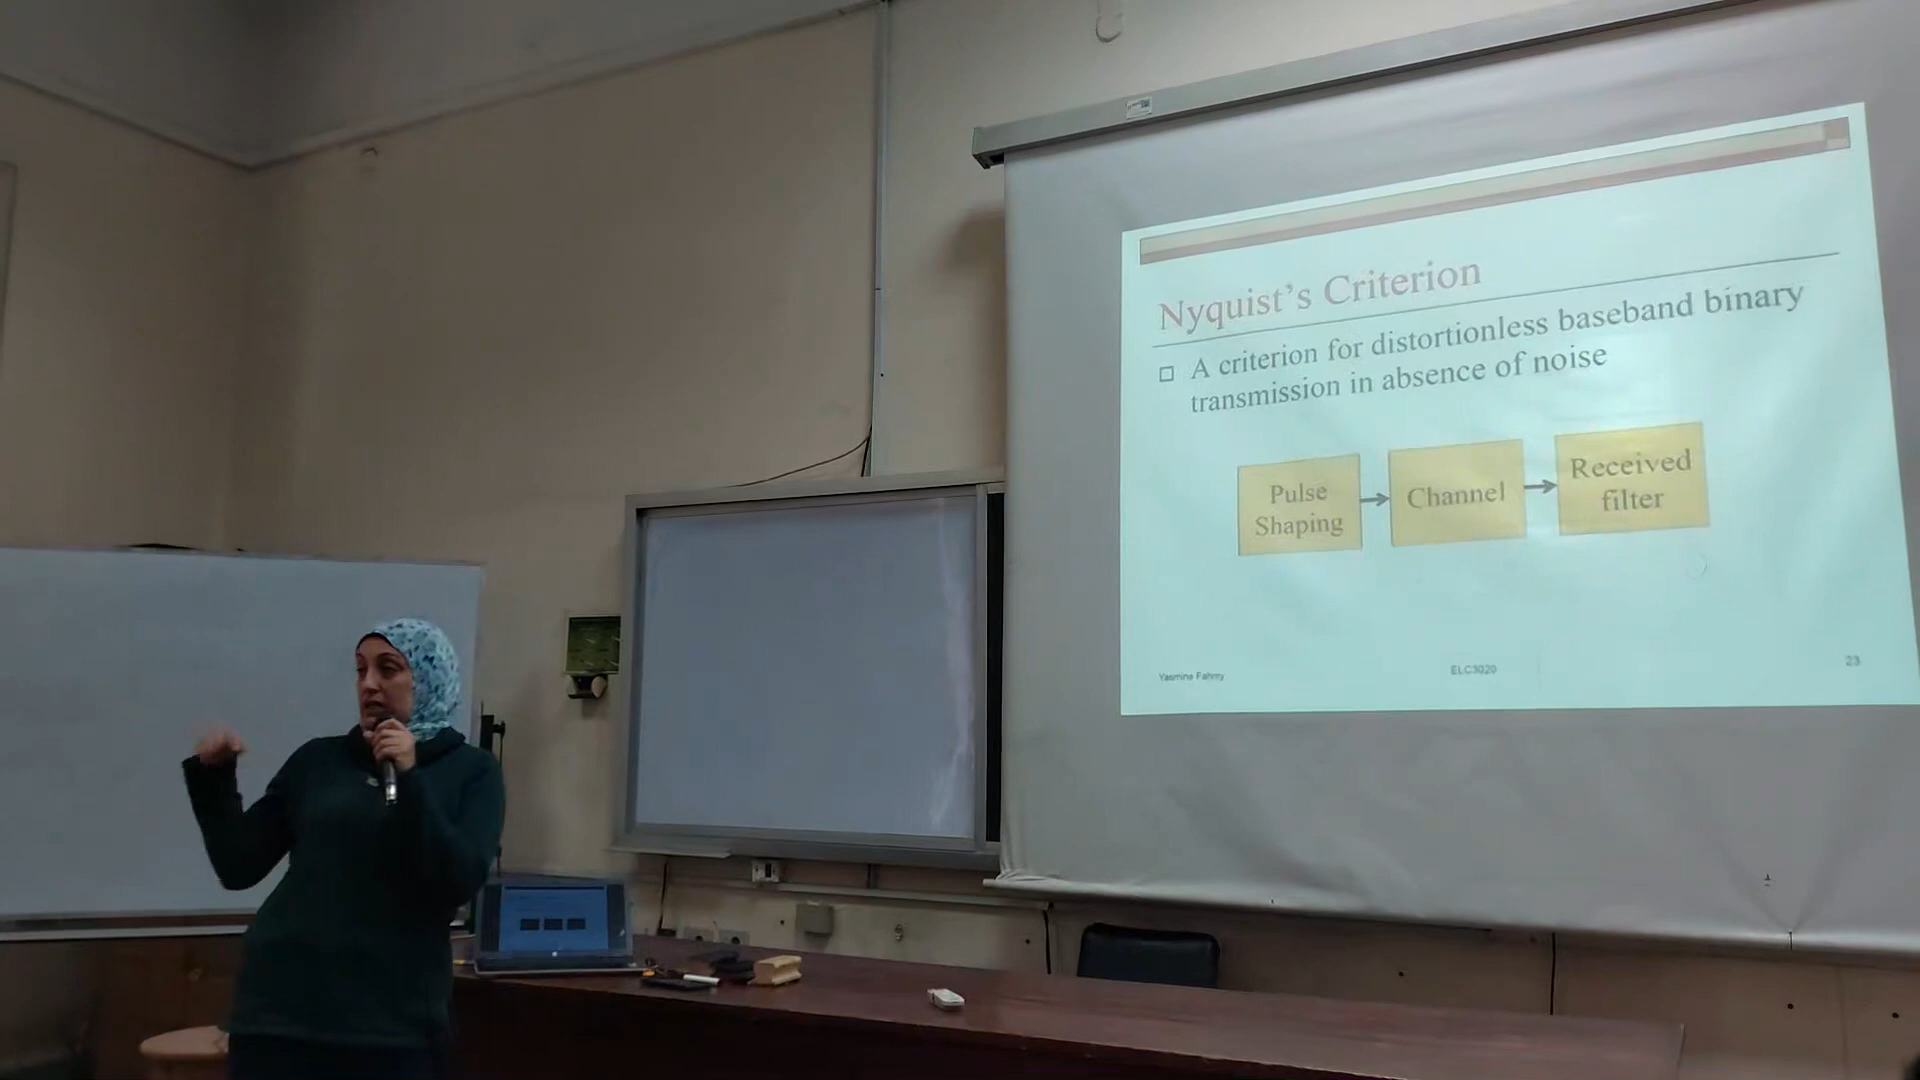 Nyquist's Criterion
A criterion for distortionless baseband binary
transmission in absence of noise
Pulse
Shaping
Channel
Received
filter
Yasmine Fahmy
ELC3020
23